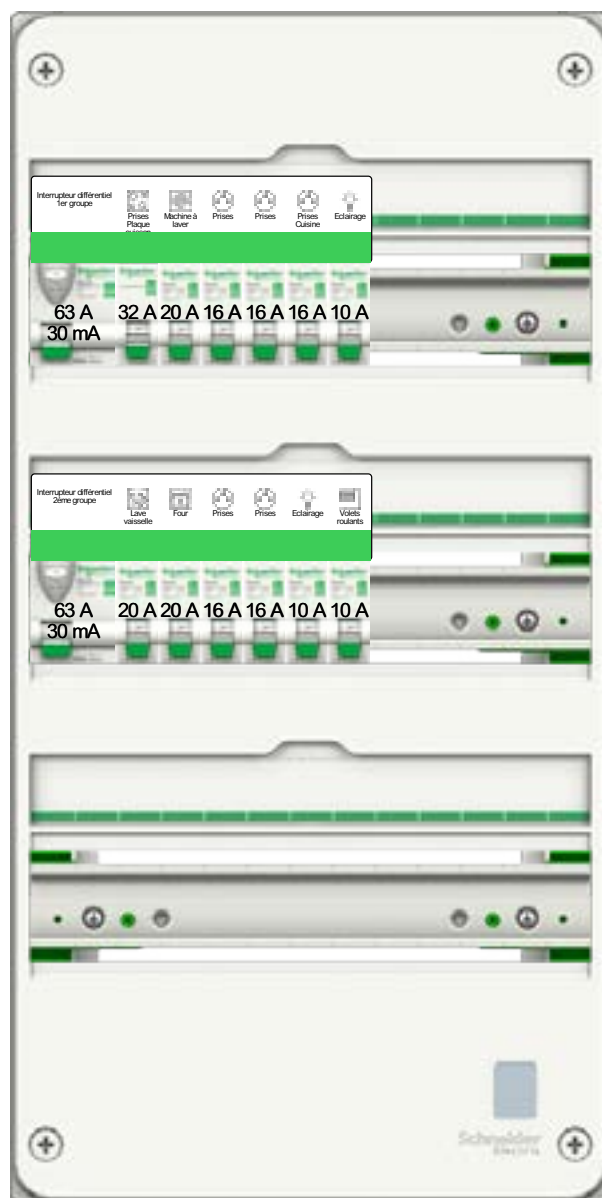 Interrupteur différentiel
1er groupe
Prises
Plaque
cuisson
Machine à
laver
Prises
Prises
Prises
Cuisine
Eclairage
63 A
30 mA
32 A
20 A
16 A
16 A
16 A
10 A
Interrupteur différentiel
2ème groupe
Lave
vaisselle
Four
Prises
Prises
Eclairage
Volets
roulants
63 A
30 mA
20 A
20 A
16 A
16 A
10 A
10 A
Schneider
Electric